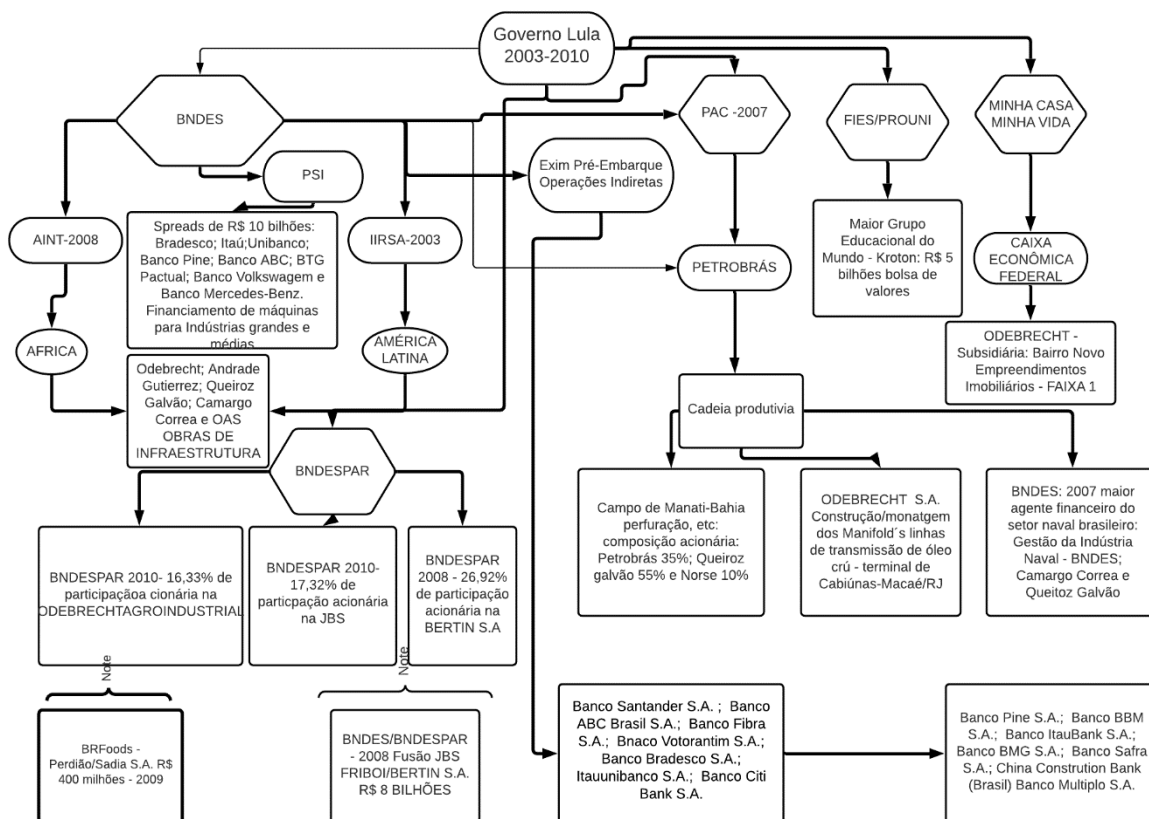 Governo Lula
2003-2010
BNDES
PAC -2007
FIES/PROUNI
MINHA CASA
MINHA VIDA
PSI
Exim Pré-Embarque
Operações Indiretas
AINT-2008
Spreads de R$ 10 bilhões:
Bradesco; Itaú;Unibanco;
Banco Pine; Banco ABC; BTG
Pactual; Banco Volkswagem e
Banco Mercedes-Benz.
Financiamento de máquinas
para Indústrias grandes e
médias
IIRSA-2003
PETROBRÁS
Maior Grupo
Educacional do
Mundo - Kroton: R$ 5
bilhões bolsa de
valores
CAIXA
ECONÔMICA
FEDERAL
AFRICA
AMÉRICA
LATINA
ODEBRECHT -
Subsidiária: Bairro Novo
Empreendimentos
Imobiliários - FAIXA 1
Odebrecht; Andrade
Gutierrez; Queiroz
Galvão; Camargo
Correa e OAS
OBRAS DE
INFRAESTRUTURA
Cadeia produtivia
BNDESPAR
BNDESPAR 2010- 16,33% de
participaçãoa cionária na
ODEBRECHTAGROINDUSTRIAL
BNDESPAR 2010-
17,32% de
particpação acionária
na JBS
BNDESPAR
2008 - 26,92%
de participação
acionária na
BERTIN S.A
Campo de Manati-Bahia
perfuração, etc:
composição acionária:
Petrobrás 35%; Queiroz
galvão 55% e Norse 10%
ODEBRECHT S.A.
Construção/monatgem
dos Manifold´s linhas
de transmissão de óleo
crú - terminal de
Cabiúnas-Macaé/RJ
BNDES: 2007 maior
agente financeiro do
setor naval brasileiro:
Gestão da Indústria
Naval - BNDES;
Camargo Correa e
Queitoz Galvão
Note
Note
BRFoods -
Perdião/Sadia S.A. R$
400 milhões - 2009
BNDES/BNDESPAR
- 2008 Fusão JBS
FRIBOI/BERTIN S.A.
R$ 8 BILHÕES
Banco Santander S.A. ; Banco
ABC Brasil S.A.; Banco Fibra
S.A.; Bnaco Votorantim S.A.;
Banco Bradesco S.A.;
Itauunibanco S.A.; Banco Citi
Bank S.A.
Banco Pine S.A.; Banco BBM
S.A.; Banco ItauBank S.A.;
Banco BMG S.A.; Banco Safra
S.A.; China Constrution Bank
(Brasil) Banco Multiplo S.A.